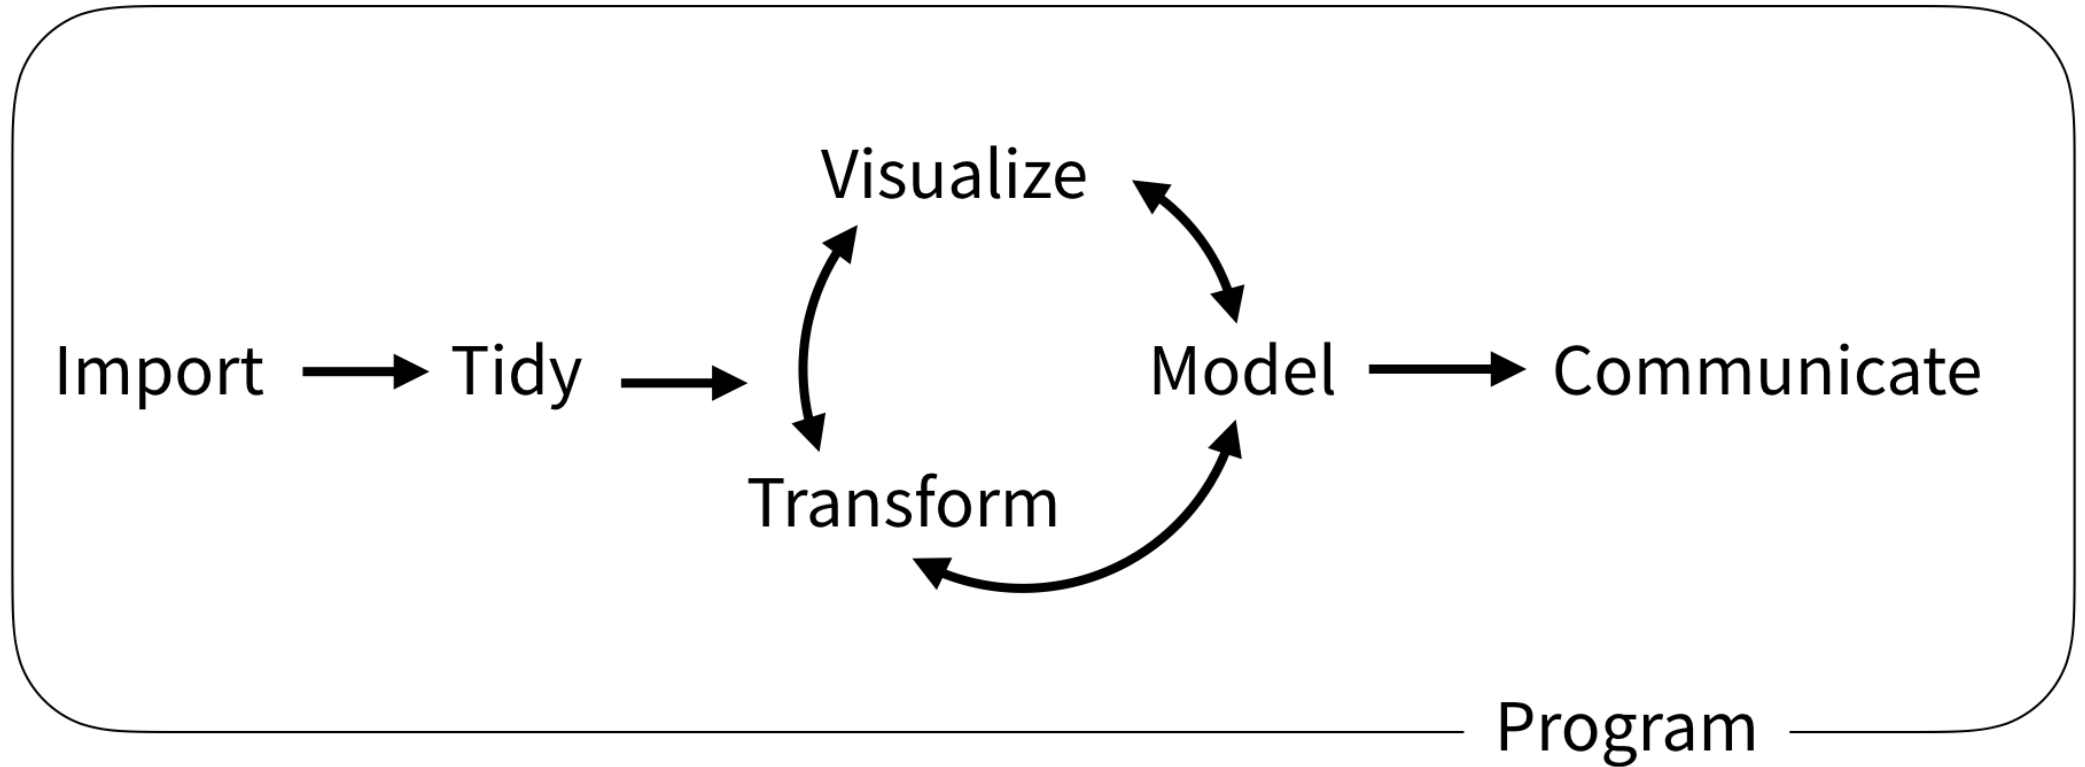 Visualize
Import
Tidy
Model
Communicate
Transform
Program